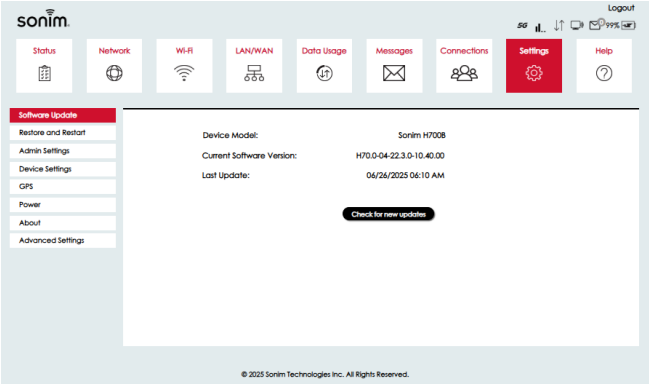 Logout
sonim
5G 99%
Status Network Wi-Fi LAN/WAN Data Usage Messages Connections Settings Help
Software Update
Restore and Restart
Admin Settings
Device Settings
GPS
Power
About
Advanced Settings
Device Model: Sonim H700B
Current Software Version: H70.0-04-22.3.0-10.40.00
Last Update: 06/26/2025 06:10 AM
Check for new updates
© 2025 Sonim Technologies Inc. All Rights Reserved.